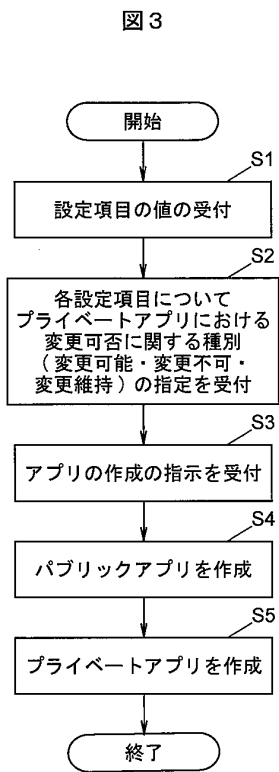 図3
開始
S1
設定項目の値の受付
S2
各設定項目について
プライベートアプリにおける
変更可否に関する種別
(変更可能・変更不可・
変更維持)の指定を受付
S3
アプリの作成の指示を受付
S4
パブリックアプリを作成
S5
プライベートアプリを作成
終了